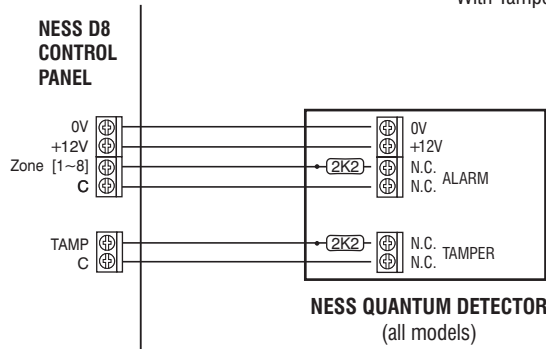 With Tampe
NESS D8
CONTROL
PANEL
0V
+12V
Zone [1~8]
C
TAMP
C
2K2
2K2
0V
+12V
N.C.
N.C.
ALARM
N.C.
N.C.
TAMPER
NESS QUANTUM DETECTOR
(all models)